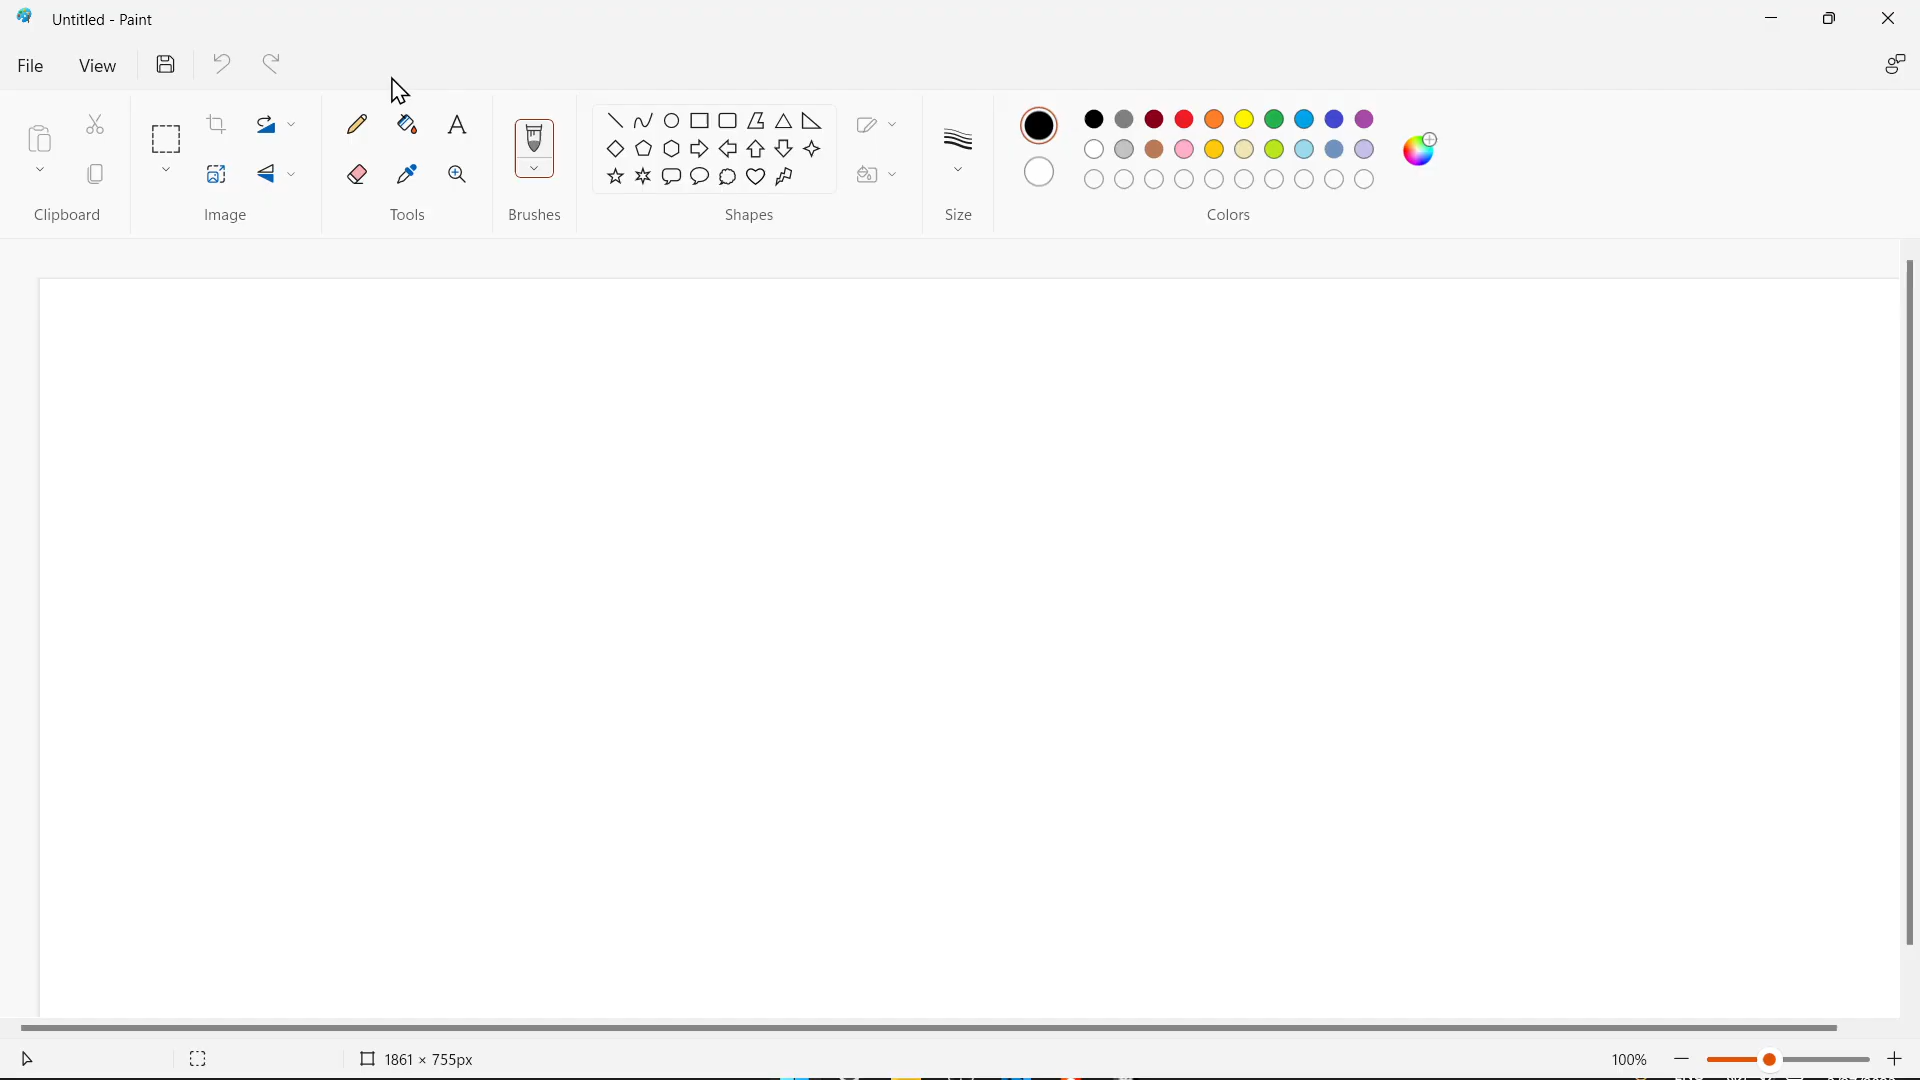 Untitled - Paint
File View
Clipboard Image Tools Brushes Shapes Size Colors
1861 × 755px 100%